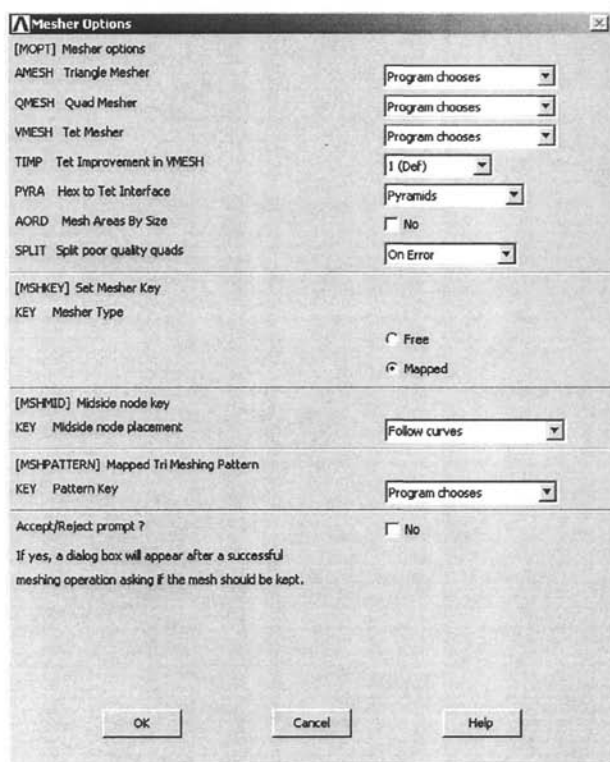 Mesher Options
[MOPT] Mesher options
AMESH Triangle Mesher Program chooses
QMESH Quad Mesher Program chooses
VMESH Tet Mesher Program chooses
TIMP Tet Improvement in VMESH 1 (Def)
PYRA Hex to Tet Interface Pyramids
AORD Mesh Areas By Size No
SPLIT Split poor quality quads On Error
[MSHKEY] Set Mesher Key
KEY Mesher Type
Free
Mapped
[MSHMID] Midside node key
KEY Midside node placement Follow curves
[MSHPATTERN] Mapped Tri Meshing Pattern
KEY Pattern Key Program chooses
Accept/Reject prompt ? No
If yes, a dialog box will appear after a successful
meshing operation asking if the mesh should be kept.
OK Cancel Help